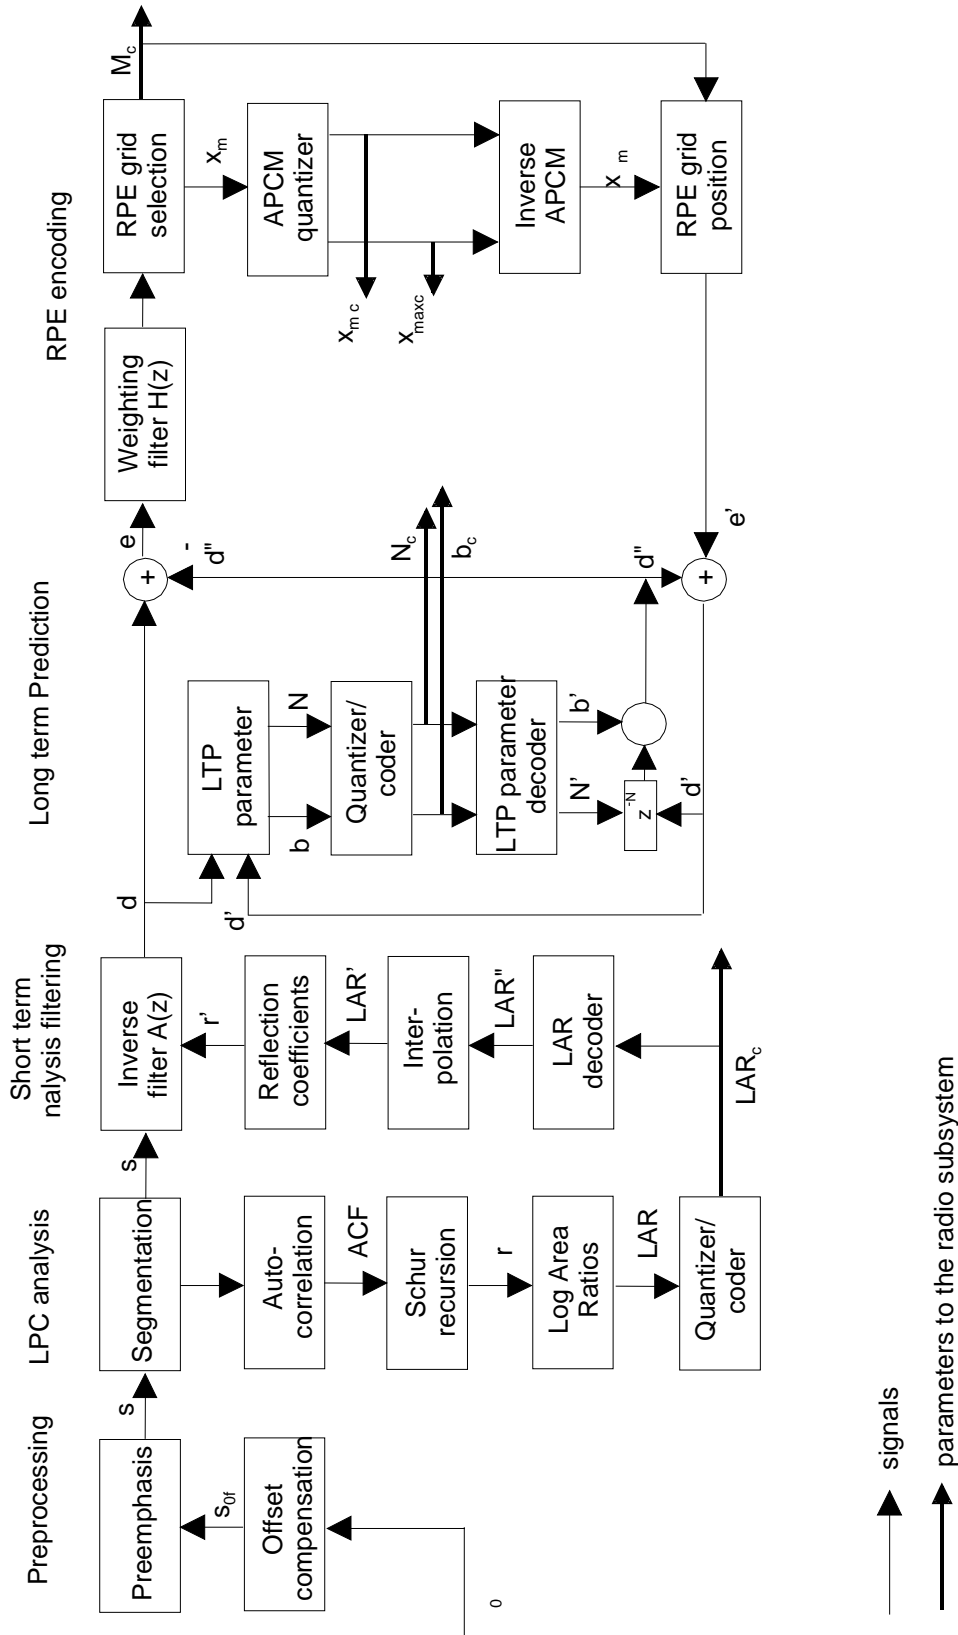 Preprocessing
LPC analysis
Short term
nalysis filtering
Long term Prediction
RPE encoding
Preemphasis
s
Segmentation
s
Inverse
filter A(z)
d
+
e
-
d"
Weighting
filter H(z)
RPE grid
selection
Mc
s0f
Offset
compensation
0
Auto-
correlation
ACF
Schur
recursion
r
Log Area
Ratios
LAR
Quantizer/
coder
LARc
r'
Reflection
coefficients
LAR'
Inter-
polation
LAR"
LAR
decoder
d'
LTP
parameter
b
N
Quantizer/
coder
Nc
bc
LTP parameter
decoder
N'
b'
z-N
d'
d"
+
e'
xm
APCM
quantizer
xm c
xmaxc
Inverse
APCM
x m
RPE grid
position
signals
parameters to the radio subsystem